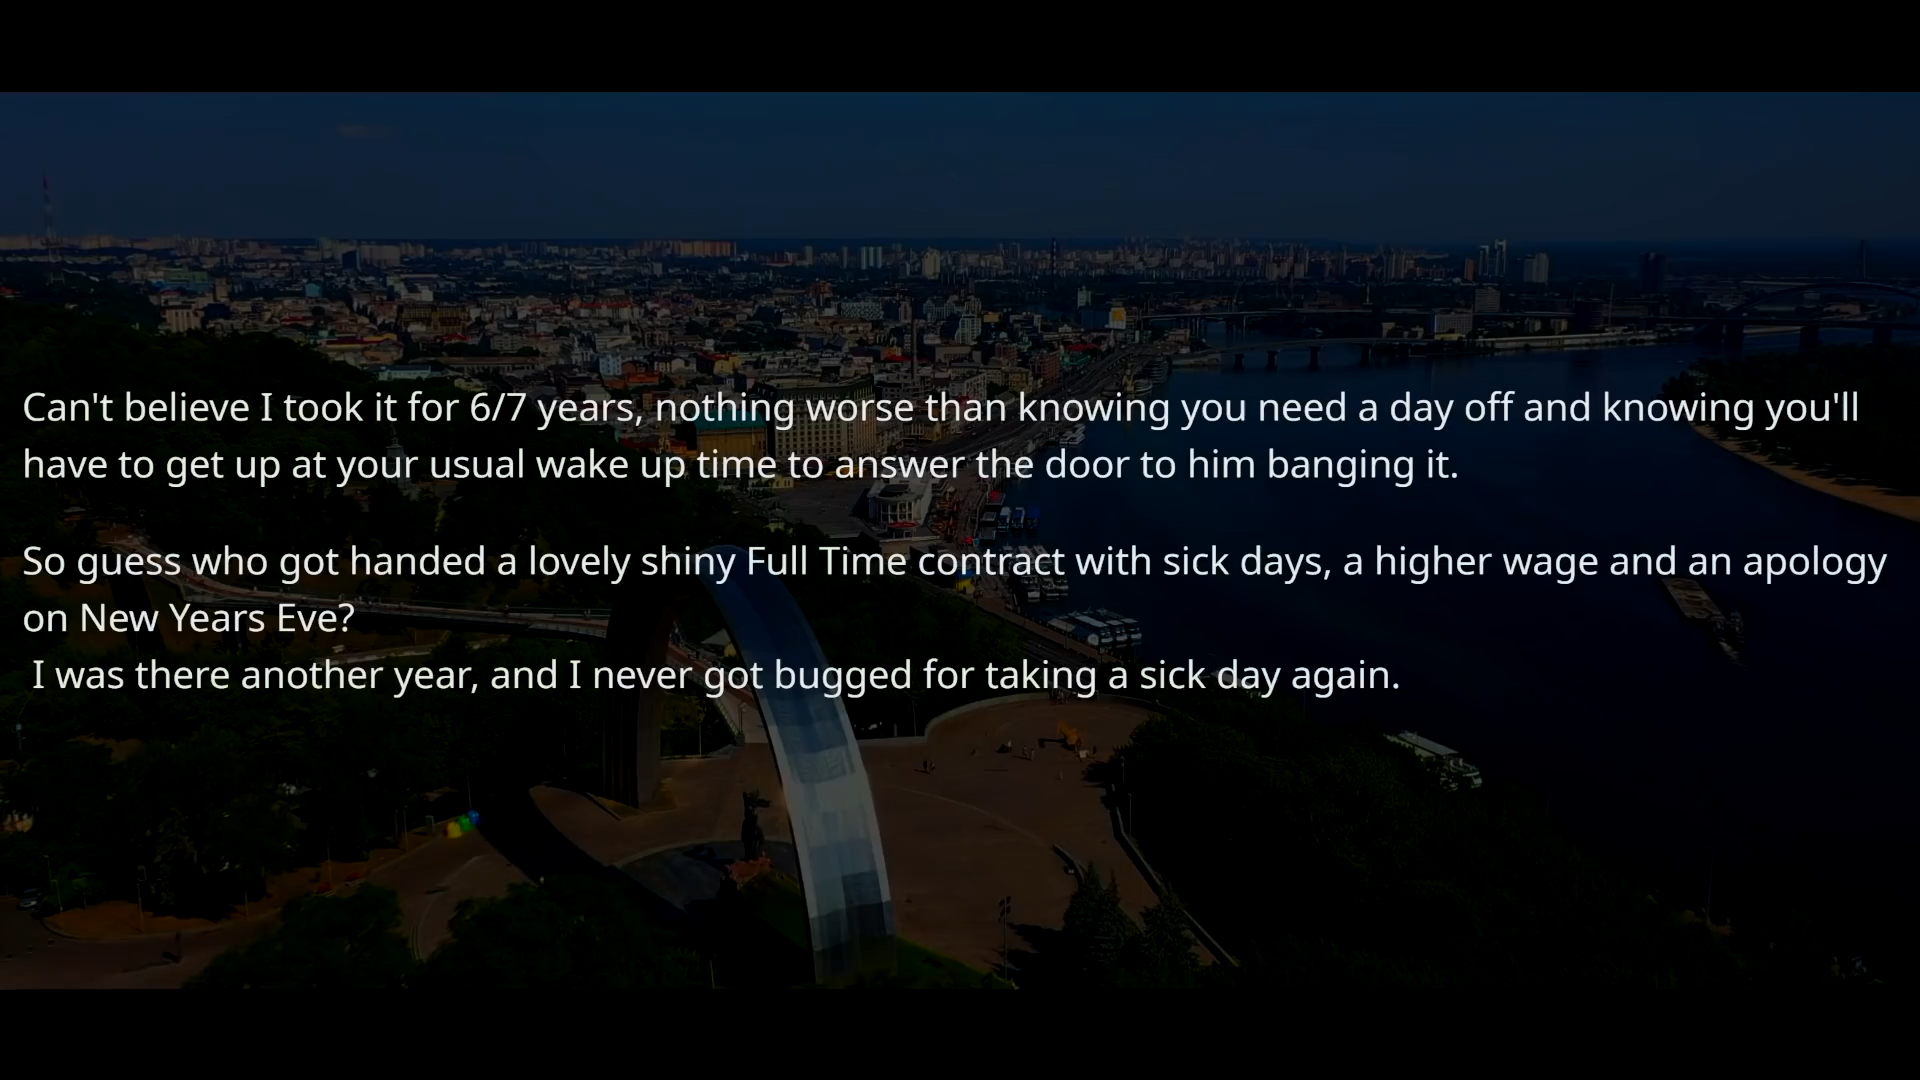 Can't believe I took it for 6/7 years, nothing worse than knowing you need a day off and knowing you'll
have to get up at your usual wake up time to answer the door to him banging it.
So guess who got handed a lovely shiny Full Time contract with sick days, a higher wage and an apology
on New Years Eve?
I was there another year, and I never got bugged for taking a sick day again.